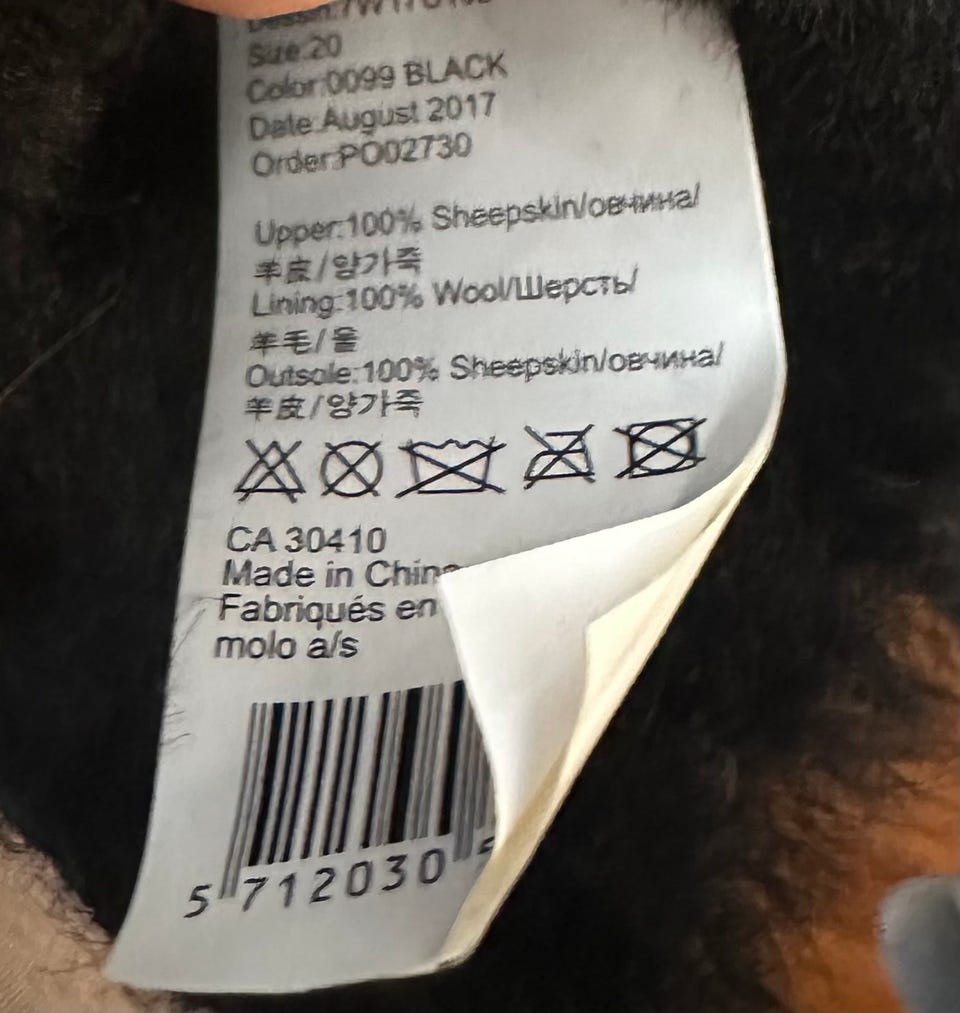 Size:20
Color:0099 BLACK
Date:August 2017
Order:PO02730
Upper:100% Sheepskin/овчина/
羊皮/양가죽
Lining:100% Wool/Шерсть/
羊毛/울
Outsole:100% Sheepskin/овчина/
羊皮/양가죽
CA 30410
Made in
Fabriqués en
molo a/s
5 712030